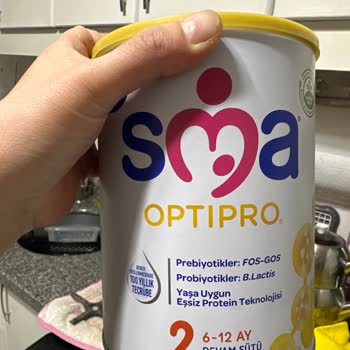 sma
OPTIPRO®
Prebiyotikler: FOS-GOS
Probiyotikler: B.Lactis
Yaşa Uygun
Eşsiz Protein Teknolojisi
100 YILLIK
TECRÜBE
2
6-12 AY
DEVAM SÜTÜ